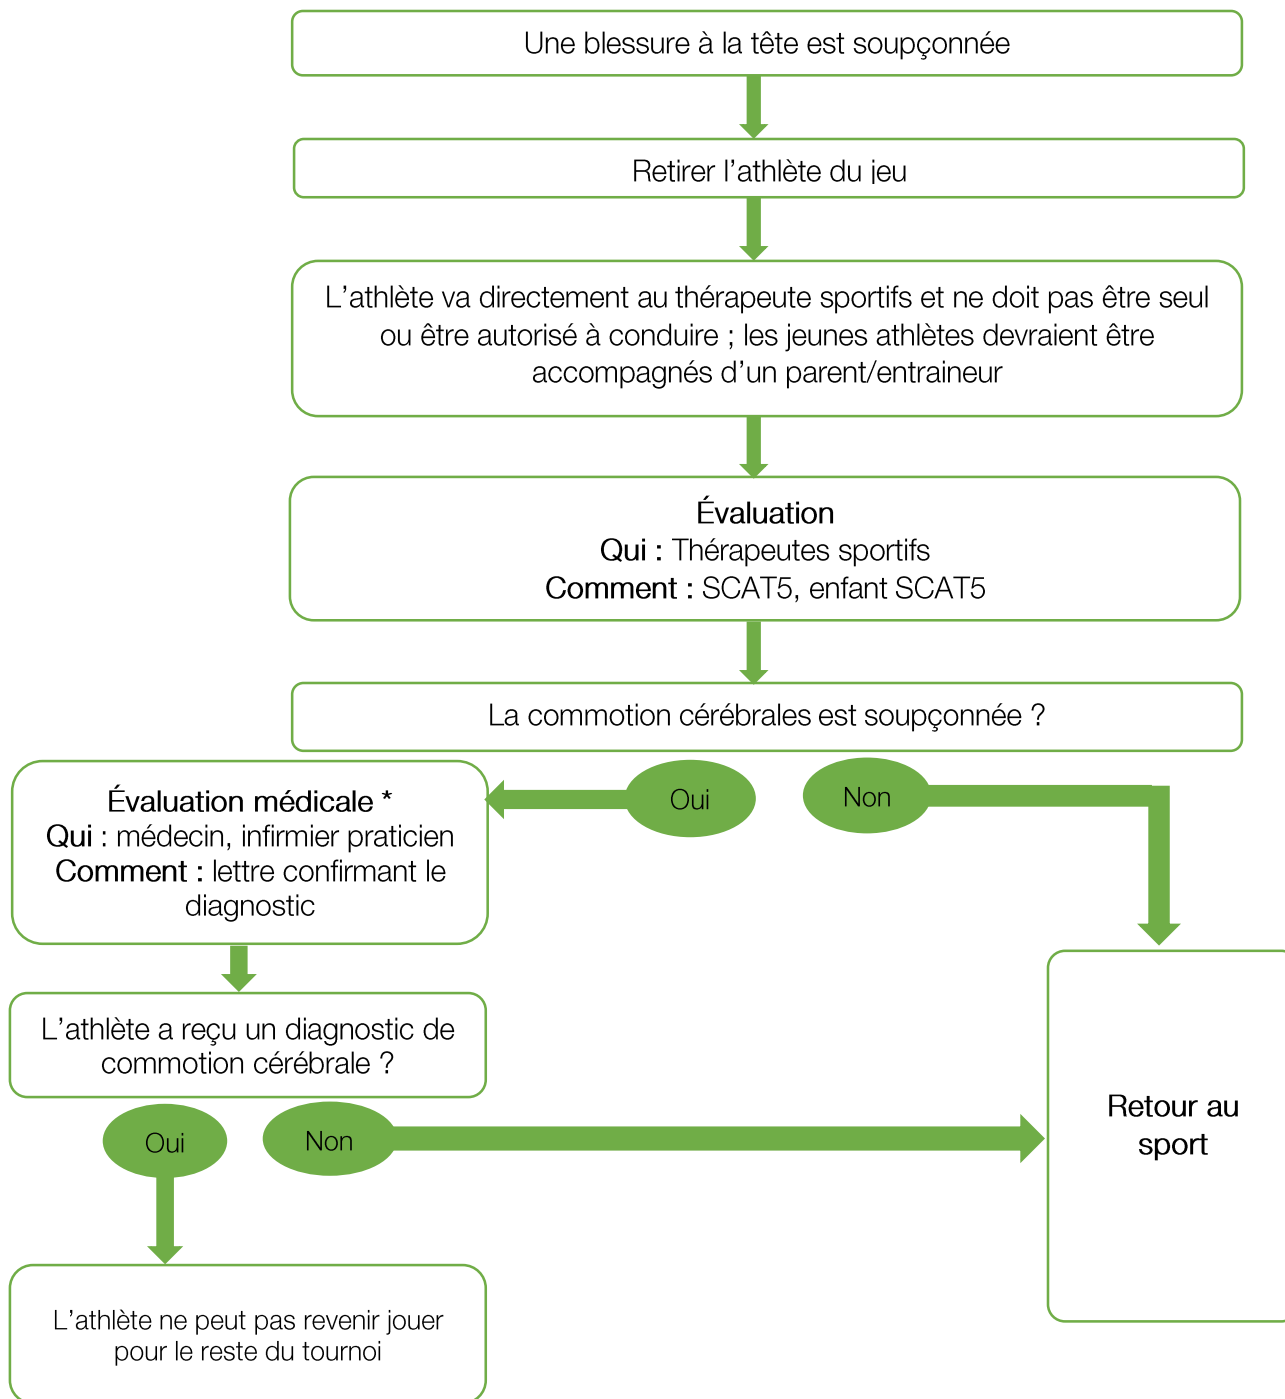 Une blessure à la tête est soupçonnée
Retirer l'athlète du jeu
L'athlète va directement au thérapeute sportifs et ne doit pas être seul
ou être autorisé à conduire ; les jeunes athlètes devraient être
accompagnés d'un parent/entraineur
Évaluation
Qui : Thérapeutes sportifs
Comment : SCAT5, enfant SCAT5
La commotion cérébrales est soupçonnée ?
Oui
Non
Évaluation médicale *
Qui : médecin, infirmier praticien
Comment : lettre confirmant le
diagnostic
L'athlète a reçu un diagnostic de
commotion cérébrale ?
Oui
Non
Retour au
sport
L'athlète ne peut pas revenir jouer
pour le reste du tournoi